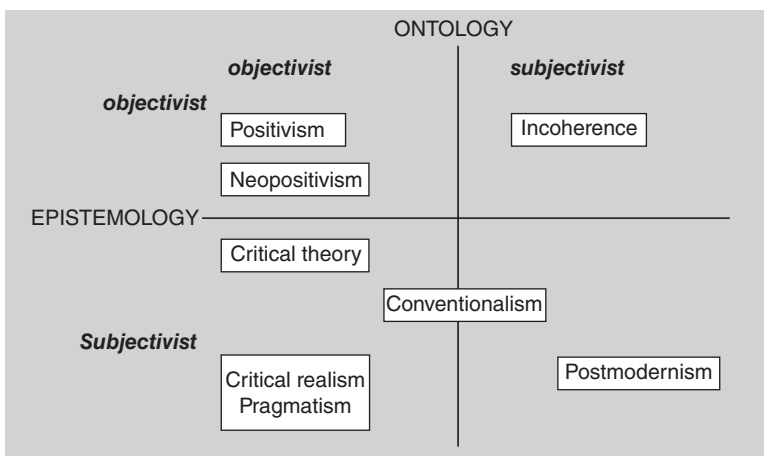 ONTOLOGY
objectivist
subjectivist
objectivist
Positivism
Incoherence
Neopositivism
EPISTEMOLOGY
Critical theory
Conventionalism
Subjectivist
Postmodernism
Critical realism
Pragmatism